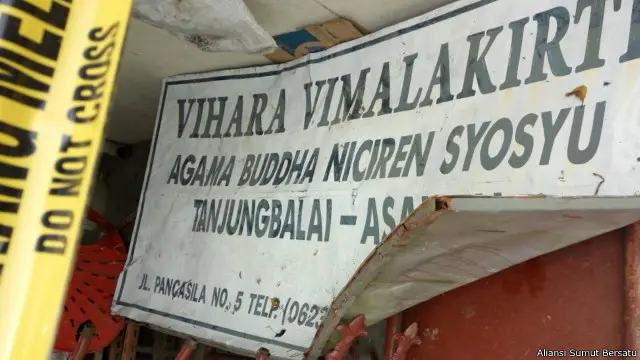 DO NOT CROSS
VIHARA VIMALAKIRTI
AGAMA BUDDHA NICIREN SYOSYU
TANJUNGBALAI – ASA
JL. PANCASILA NO. 5 TELP. (0623
Aliansi Sumut Bersatu